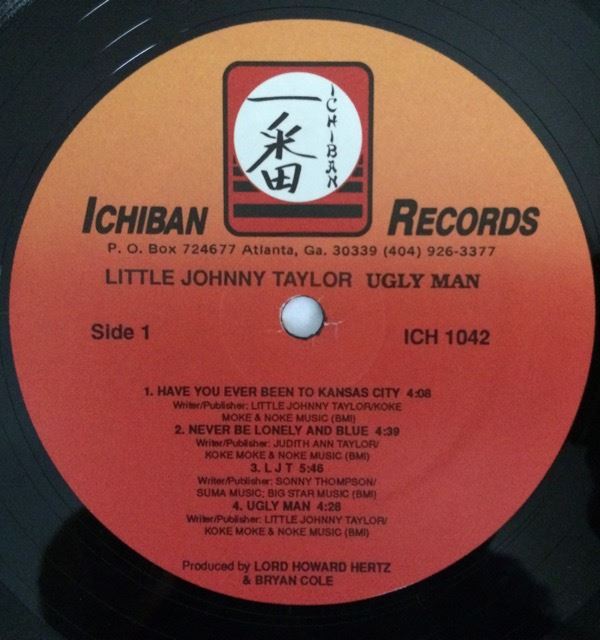 一番
ICHIBAN
ICHIBAN RECORDS
P. O. Box 724677 Atlanta, Ga. 30339 (404) 926-3377
LITTLE JOHNNY TAYLOR UGLY MAN
Side 1 ICH 1042
1. HAVE YOU EVER BEEN TO KANSAS CITY 4:08
Writer/Publisher: LITTLE JOHNNY TAYLOR/KOKE
MOKE & NOKE MUSIC (BMI)
2. NEVER BE LONELY AND BLUE 4:39
Writer/Publisher: JUDITH ANN TAYLOR/
KOKE MOKE & NOKE MUSIC (BMI)
3. L J T 5:46
Writer/Publisher: SONNY THOMPSON/
SUMA MUSIC; BIG STAR MUSIC (BMI)
4. UGLY MAN 4:28
Writer/Publisher: LITTLE JOHNNY TAYLOR/
KOKE MOKE & NOKE MUSIC (BMI)
Produced by LORD HOWARD HERTZ
& BRYAN COLE